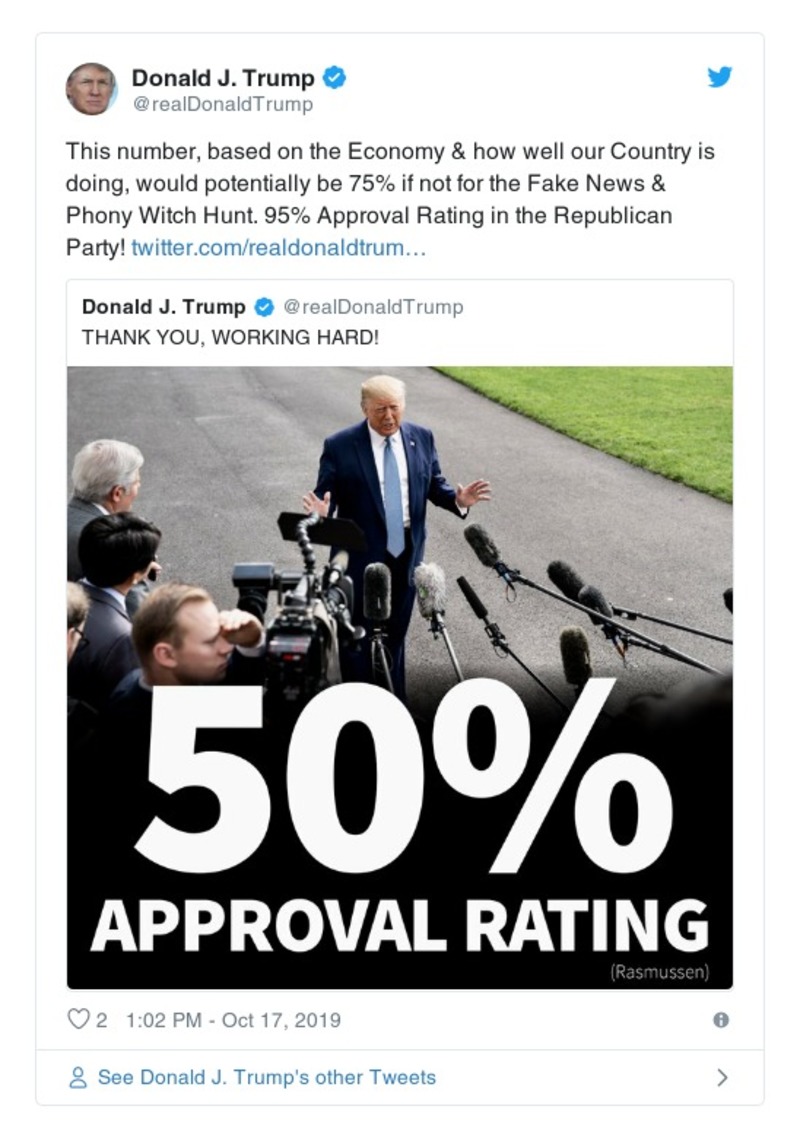 Donald J. Trump
@realDonaldTrump
This number, based on the Economy & how well our Country is
doing, would potentially be 75% if not for the Fake News &
Phony Witch Hunt. 95% Approval Rating in the Republican
Party! twitter.com/realdonaldtrum…
Donald J. Trump @realDonaldTrump
THANK YOU, WORKING HARD!
50%
APPROVAL RATING
(Rasmussen)
2 1:02 PM - Oct 17, 2019
See Donald J. Trump's other Tweets